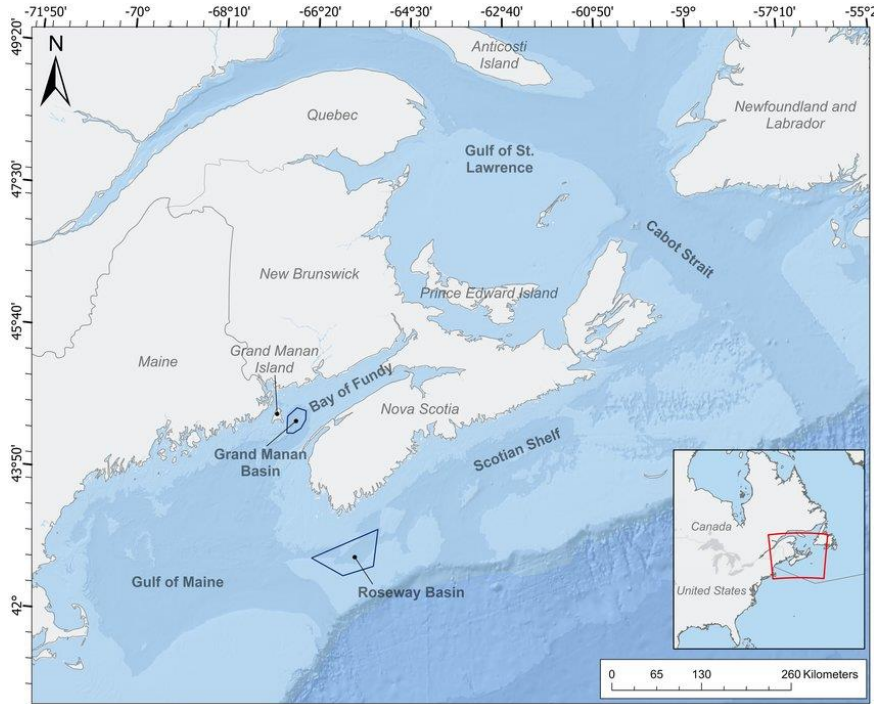 -71°50'
-70°
-68°10'
-66°20'
-64°30'
-62°40'
-60°50'
-59°
-57°10'
-55°2
49°20'
N
Anticosti
Island
Quebec
Newfoundland and
Labrador
47°30'
Gulf of St.
Lawrence
Cabot Strait
New Brunswick
Prince Edward Island
45°40'
Maine
Grand Manan
Island
Bay of Fundy
Nova Scotia
Grand Manan
Basin
43°50'
Scotian Shelf
Canada
Gulf of Maine
Roseway Basin
42°
United States
0 65 130 260 Kilometers